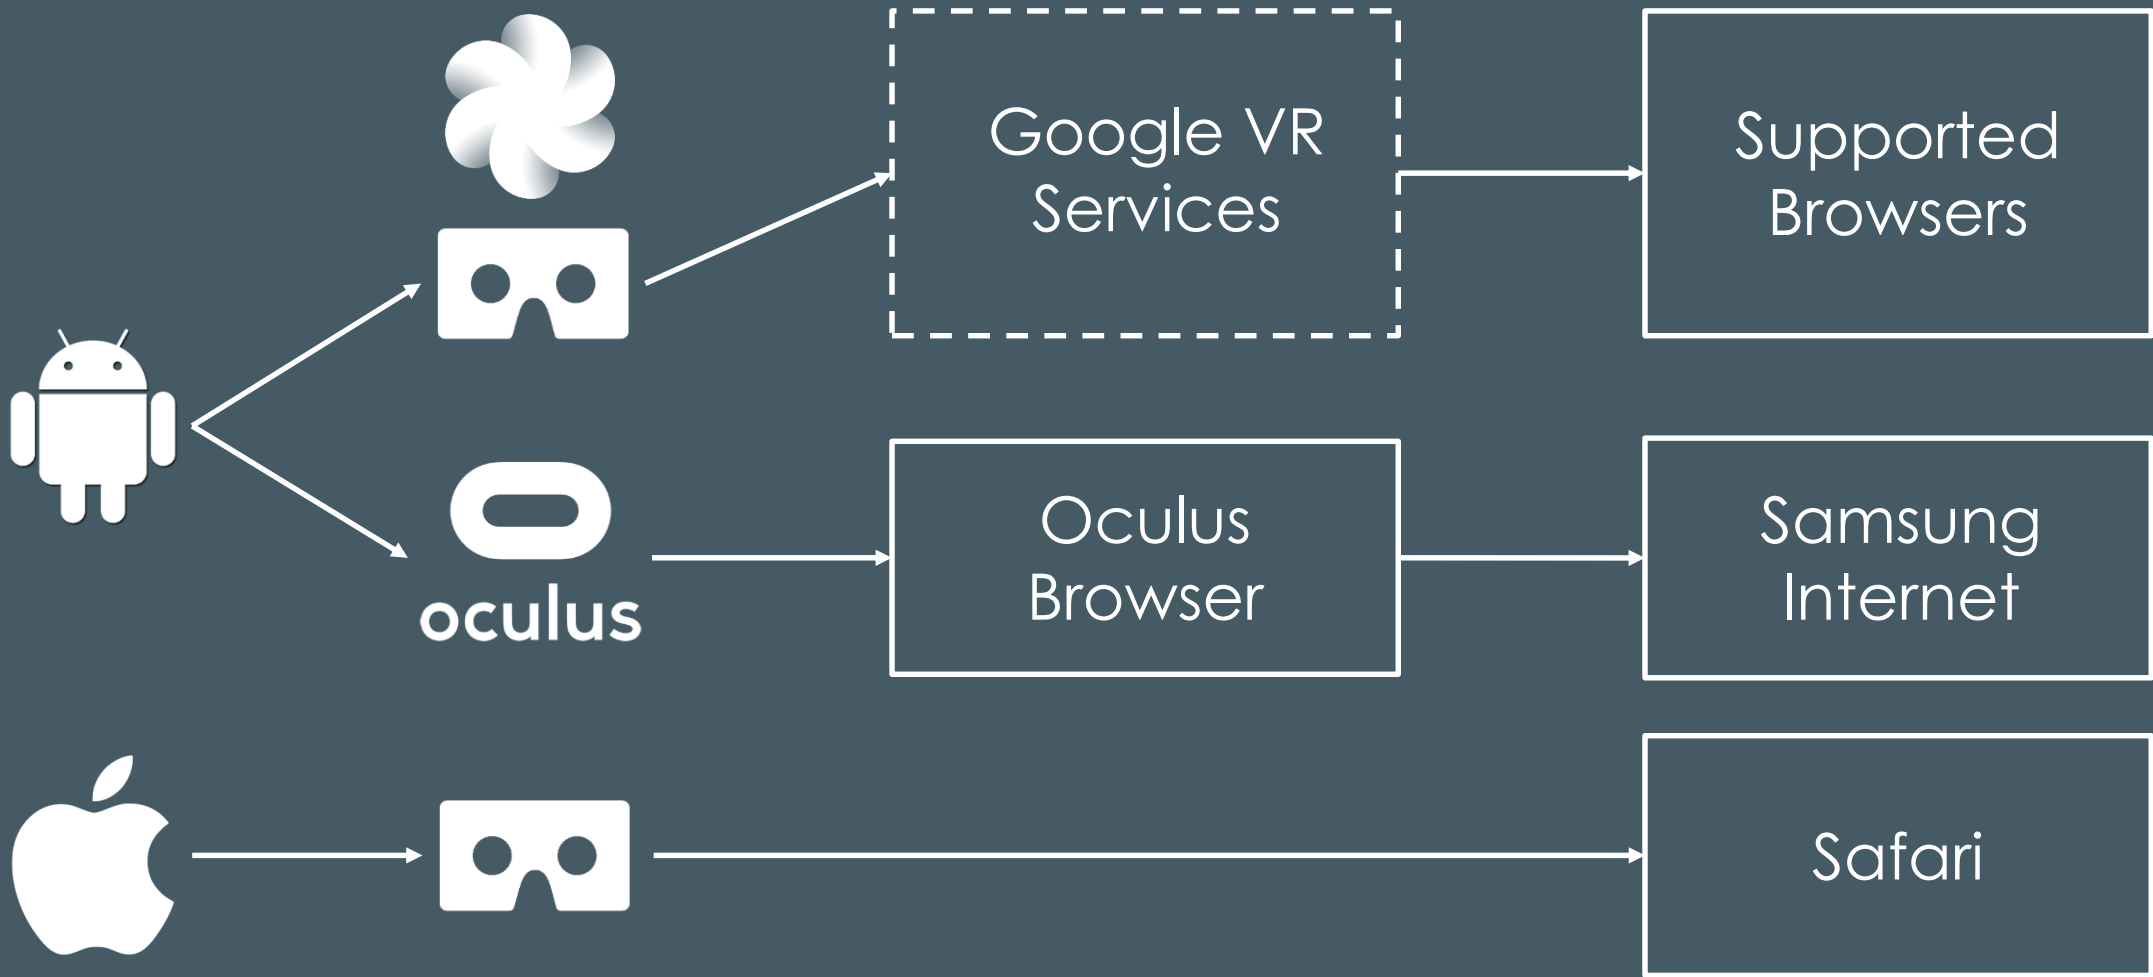 Google VR
Services
Supported
Browsers
oculus
Oculus
Browser
Samsung
Internet
Safari